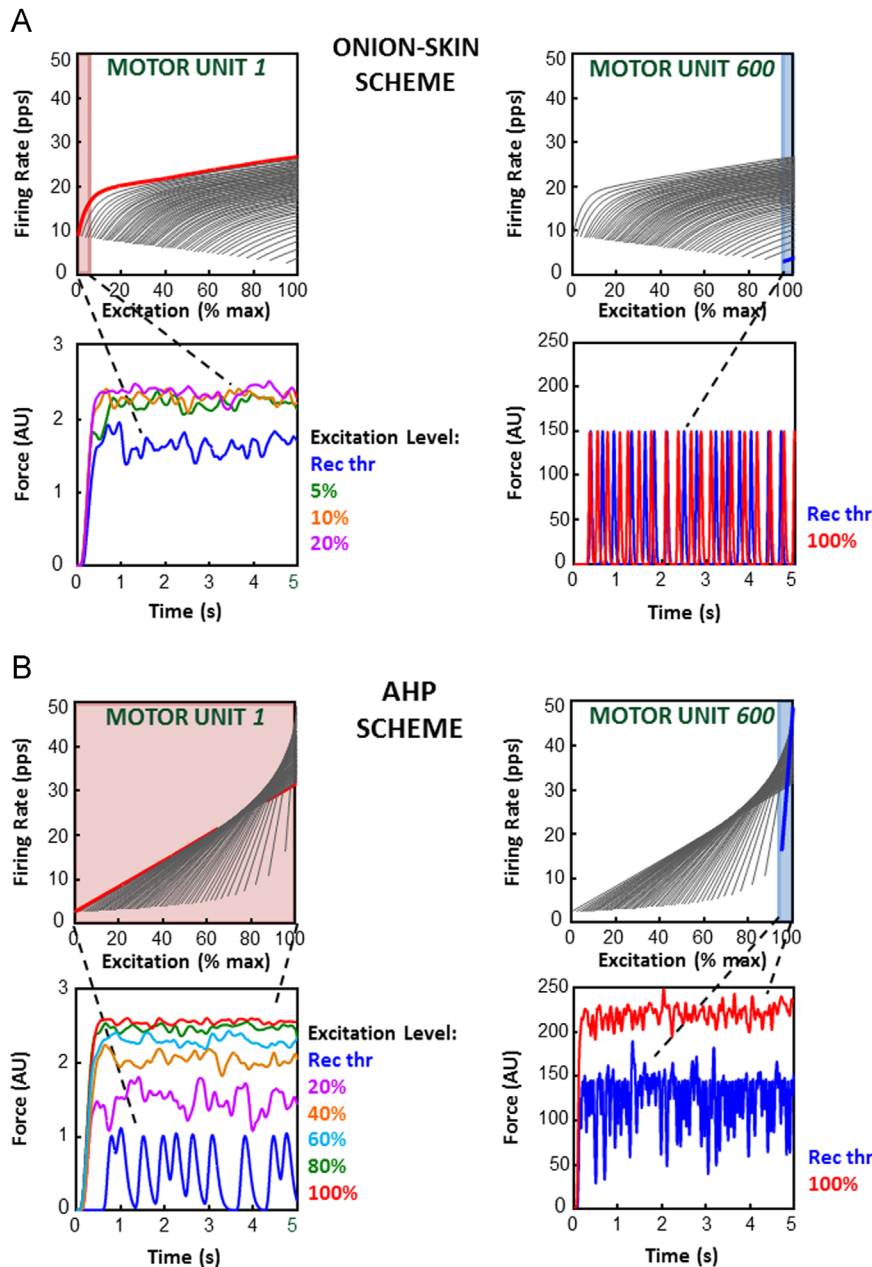 A
ONION-SKIN
SCHEME
MOTOR UNIT 1
Firing Rate (pps)
50
40
30
20
10
0
0 20 40 60 80 100
Excitation (% max)
MOTOR UNIT 600
Firing Rate (pps)
50
40
30
20
10
0
0 20 40 60 80 100
Excitation (% max)
Force (AU)
3
2
1
0
0 1 2 3 4 5
Time (s)
Excitation Level:
Rec thr
5%
10%
20%
Force (AU)
250
200
150
100
50
0
0 1 2 3 4 5
Time (s)
Rec thr
100%
B
AHP
SCHEME
MOTOR UNIT 1
Firing Rate (pps)
50
40
30
20
10
0
0 20 40 60 80 100
Excitation (% max)
MOTOR UNIT 600
Firing Rate (pps)
50
40
30
20
10
0
0 20 40 60 80 100
Excitation (% max)
Force (AU)
3
2
1
0
0 1 2 3 4 5
Time (s)
Excitation Level:
Rec thr
20%
40%
60%
80%
100%
Force (AU)
250
200
150
100
50
0
0 1 2 3 4 5
Time (s)
Rec thr
100%